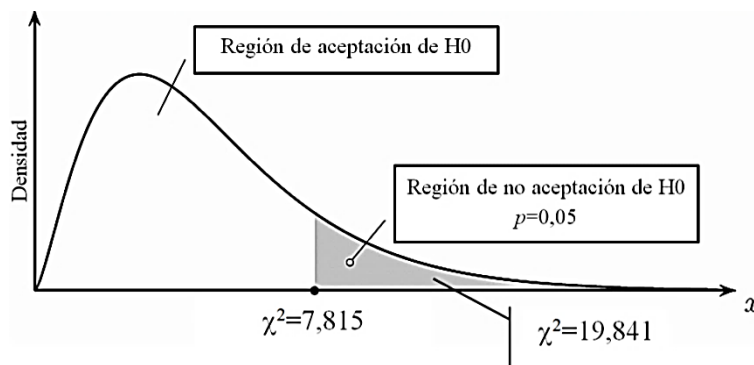 Región de aceptación de H0
Densidad
Región de no aceptación de H0
p=0,05
x
χ²=7,815
χ²=19,841